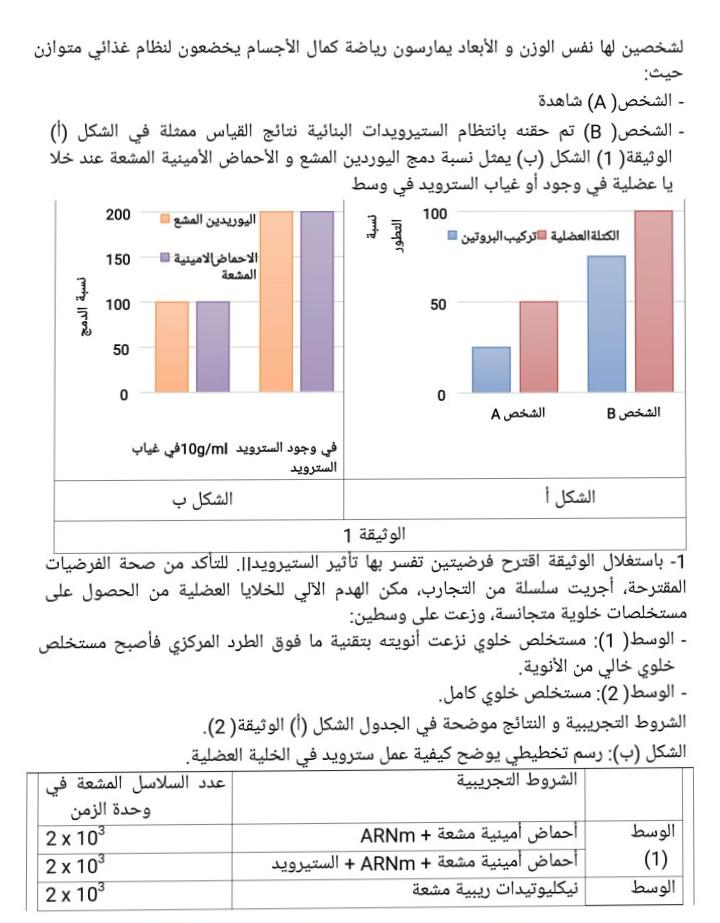 لشخصين لها نفس الوزن و الأبعاد يمارسون رياضة كمال الأجسام يخضعون لنظام غذائي متوازن
حيث:
- الشخص( A) شاهدة
- الشخص( B) تم حقنه بانتظام الستيرويدات البنائية نتائج القياس ممثلة في الشكل (أ)
الوثيقة( 1) الشكل (ب) يمثل نسبة دمج اليوردين المشع و الأحماض الأمينية المشعة عند خلا
يا عضلية في وجود أو غياب السترويد في وسط
نسبة
التطور
100
50
0
الكتلةالعضلية
تركيب البروتين
الشخص A
الشخص B
نسبة الدمج
200
150
100
50
0
اليوريدين المشع
الاحماض الامينية
المشعة
في وجود السترويد 10g/ml في غياب
السترويد
الشكل أ
الشكل ب
الوثيقة 1
1- باستغلال الوثيقة اقترح فرضيتين تفسر بها تأثير الستيرويدII. للتأكد من صحة الفرضيات
المقترحة، أجريت سلسلة من التجارب، مكن الهدم الآلي للخلايا العضلية من الحصول على
مستخلصات خلوية متجانسة، وزعت على وسطين:
- الوسط( 1): مستخلص خلوي نزعت أنويته بتقنية ما فوق الطرد المركزي فأصبح مستخلص
خلوي خالي من الأنوية.
- الوسط( 2): مستخلص خلوي كامل.
الشروط التجريبية و النتائج موضحة في الجدول الشكل (أ) الوثيقة( 2).
الشكل (ب): رسم تخطيطي يوضح كيفية عمل سترويد في الخلية العضلية.
الشروط التجريبية
عدد السلاسل المشعة في
وحدة الزمن
الوسط
(1)
أحماض أمينية مشعة + ARNm
2 x 10³
أحماض أمينية مشعة + ARNm + الستيرويد
2 x 10³
الوسط
نيكليوتيدات ريبية مشعة
2 x 10³